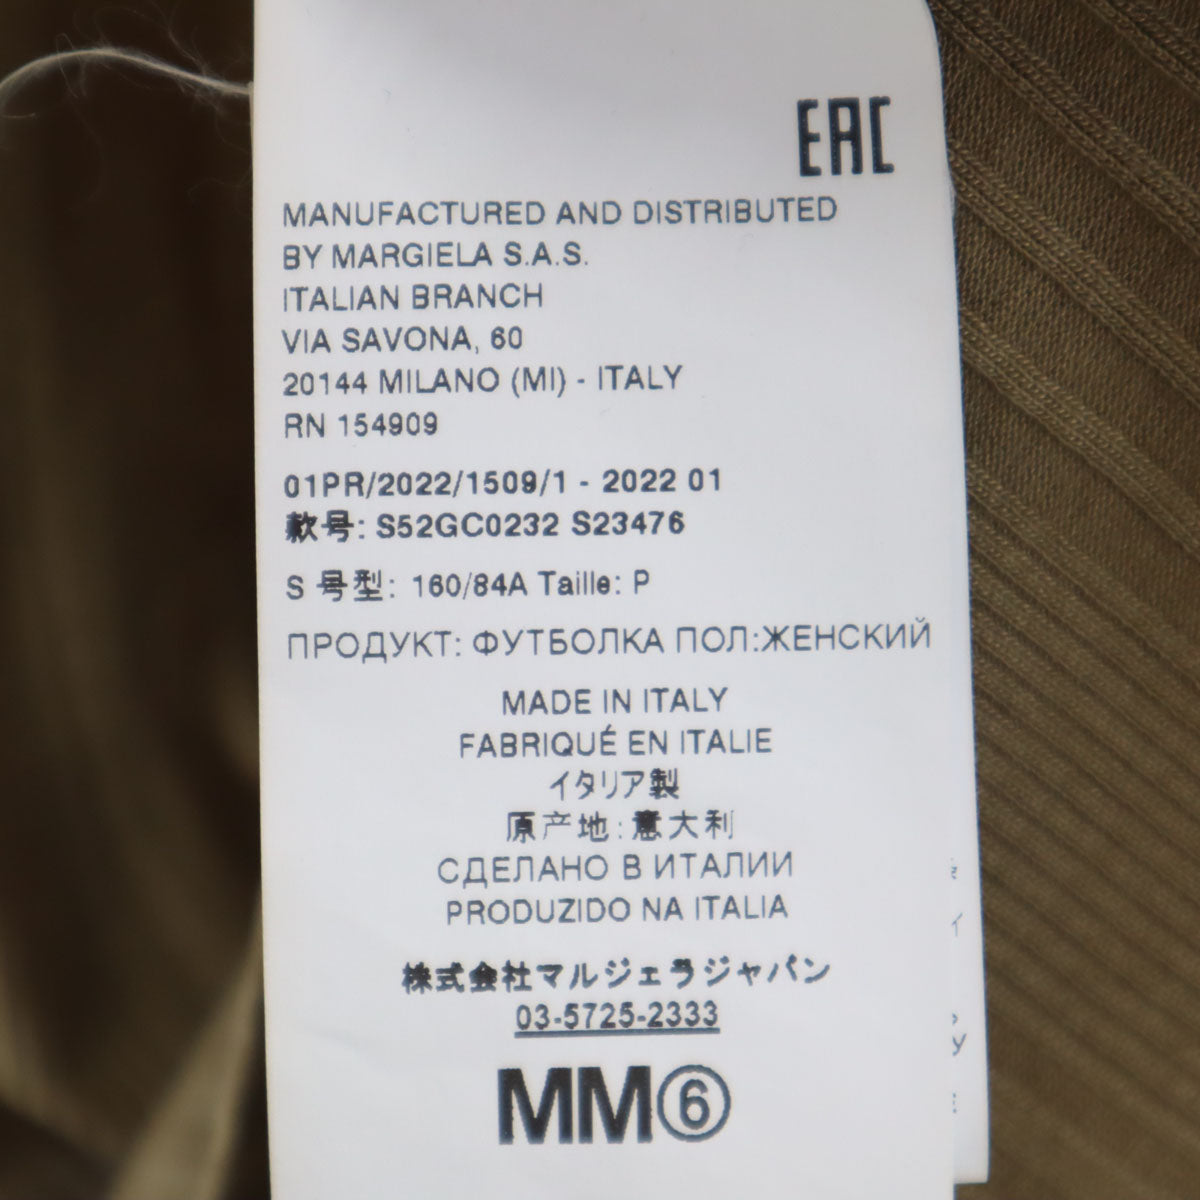 EAC
MANUFACTURED AND DISTRIBUTED
BY MARGIELA S.A.S.
ITALIAN BRANCH
VIA SAVONA, 60
20144 MILANO (MI) - ITALY
RN 154909
01PR/2022/1509/1 - 2022 01
款号: S52GC0232 S23476
S 号型: 160/84A Taille: P
ПРОДУКТ: ФУТБОЛКА ПОЛ:ЖЕНСКИЙ
MADE IN ITALY
FABRIQUÉ EN ITALIE
イタリア製
原产地:意大利
СДЕЛАНО В ИТАЛИИ
PRODUZIDO NA ITALIA
株式会社マルジェラジャパン
03-5725-2333
MM⑥